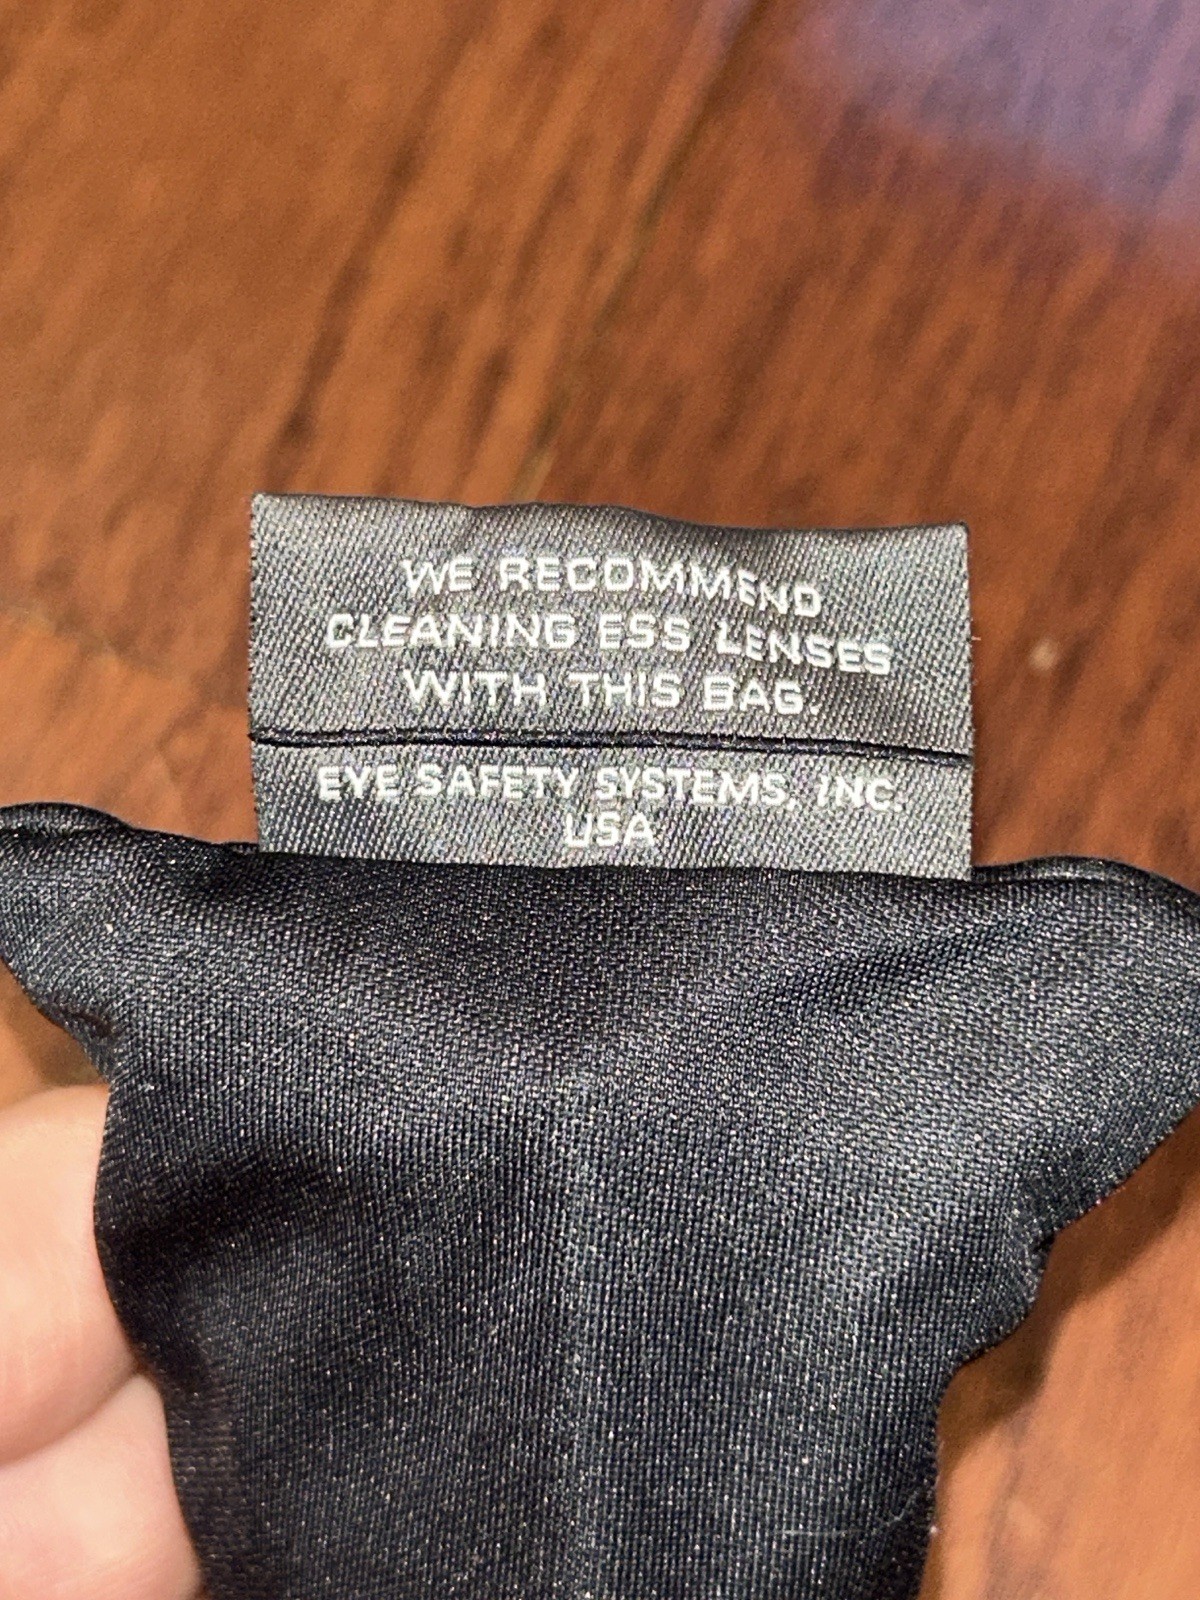 WE RECOMMEND
CLEANING ESS LENSES
WITH THIS BAG.
EYE SAFETY SYSTEMS, INC.
USA